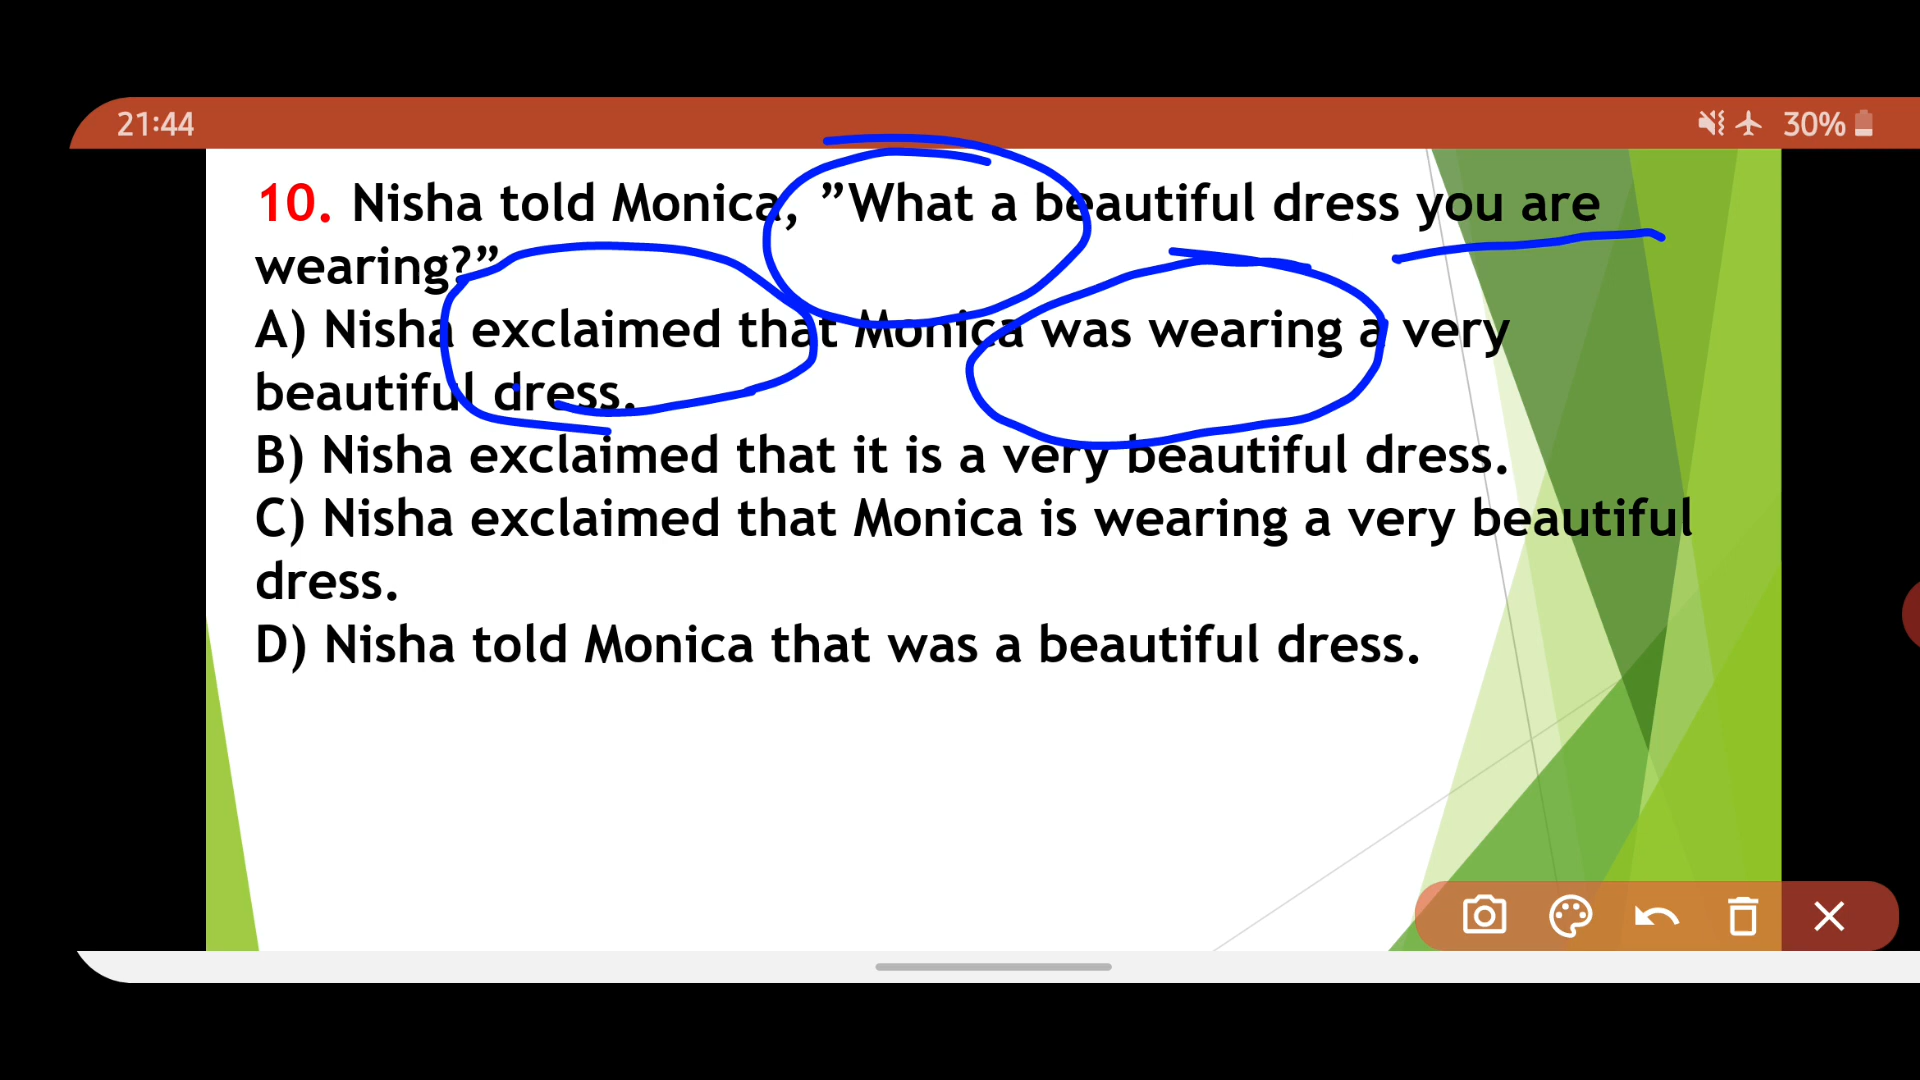 21:44
30%
10. Nisha told Monica, ”What a beautiful dress you are
wearing?”
A) Nisha exclaimed that Monica was wearing a very
beautiful dress.
B) Nisha exclaimed that it is a very beautiful dress.
C) Nisha exclaimed that Monica is wearing a very beautiful
dress.
D) Nisha told Monica that was a beautiful dress.